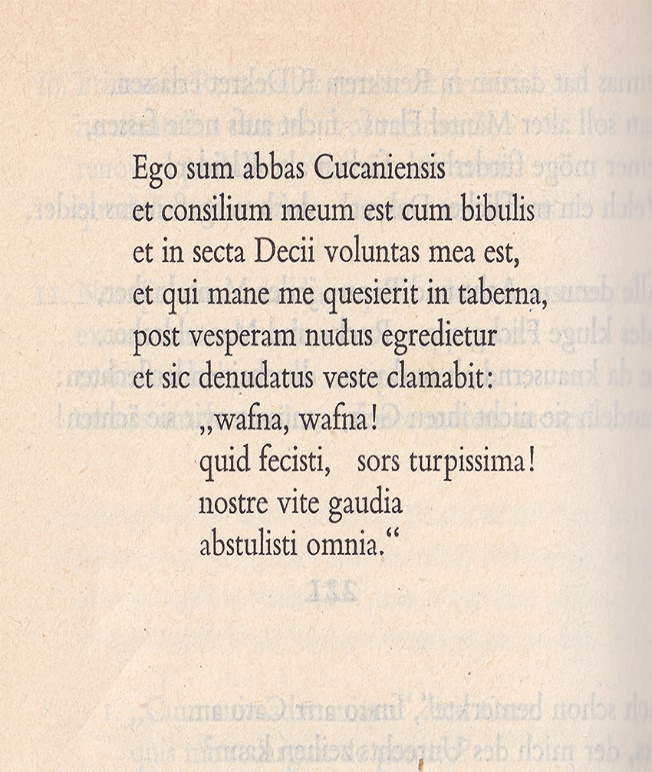 Ego sum abbas Cucaniensis
et consilium meum est cum bibulis
et in secta Decii voluntas mea est,
et qui mane me quesierit in taberna,
post vesperam nudus egredietur
et sic denudatus veste clamabit:
„wafna, wafna!
quid fecisti, sors turpissima!
nostre vite gaudia
abstulisti omnia.“